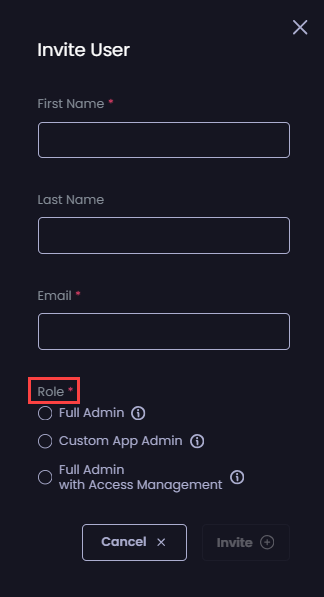 Invite User
First Name *
Last Name
Email *
Role *
Full Admin
Custom App Admin
Full Admin
with Access Management
Cancel
Invite